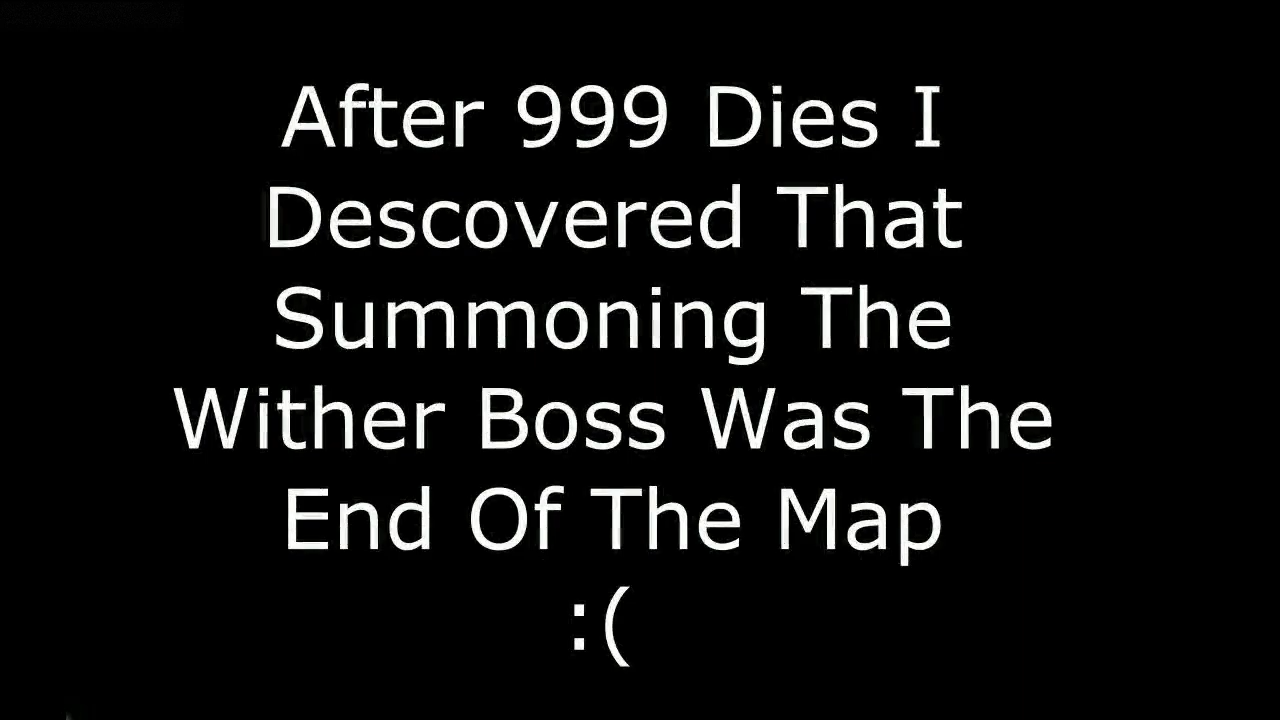 After 999 Dies I
Descovered That
Summoning The
Wither Boss Was The
End Of The Map
:(